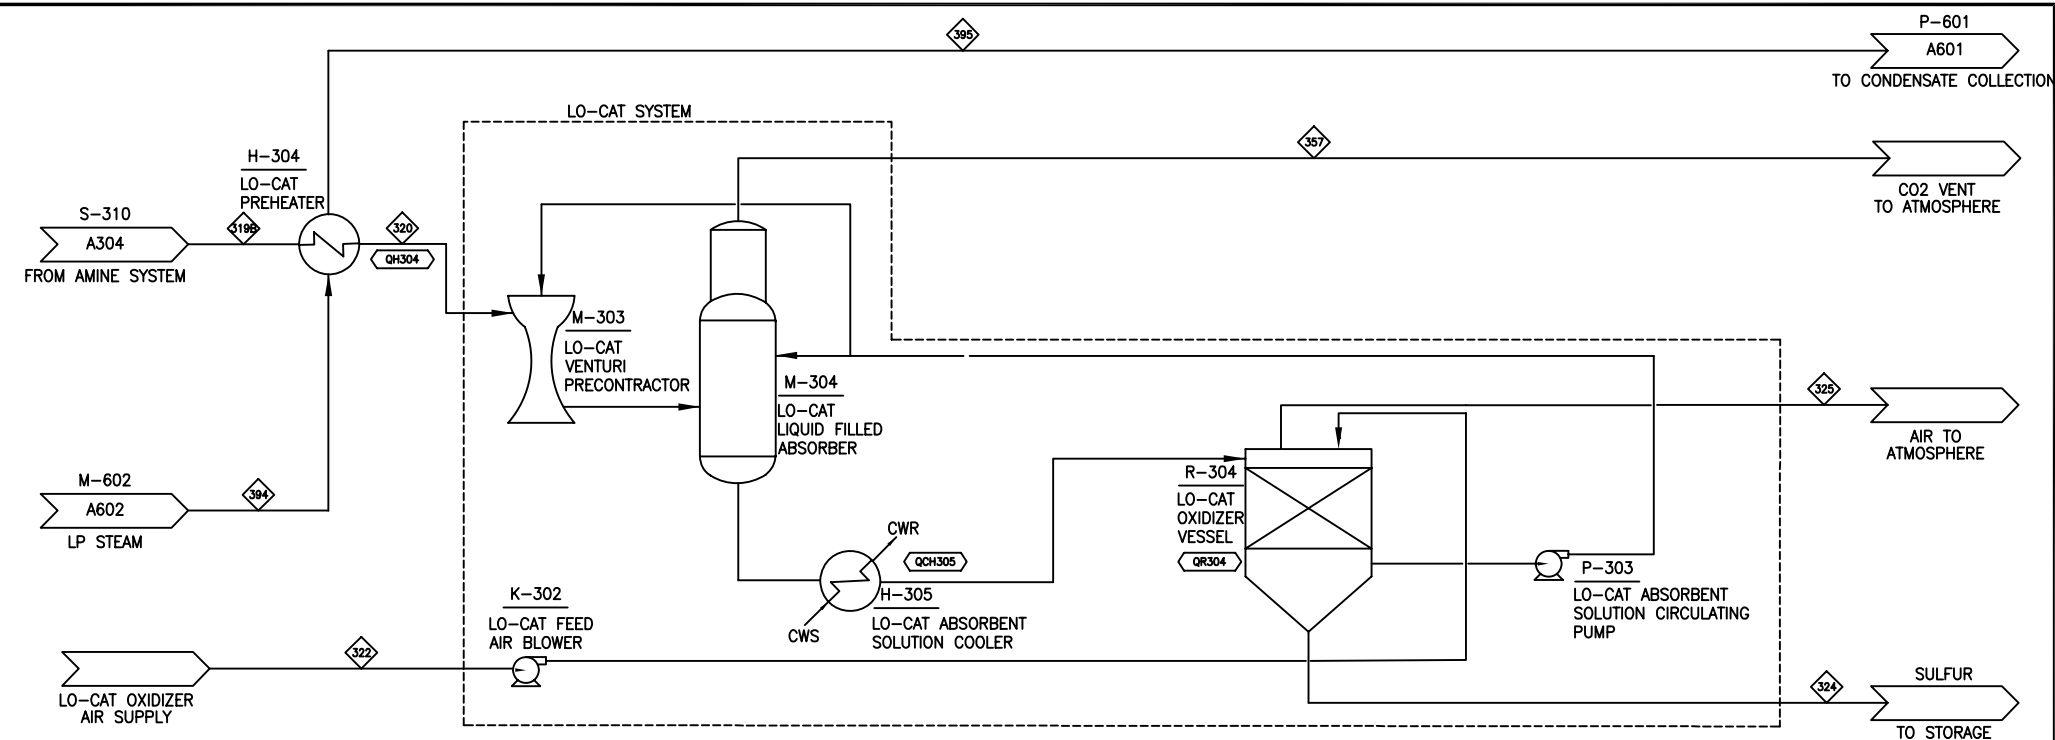 P-601
395
A601
TO CONDENSATE COLLECTION
LO-CAT SYSTEM
357
CO2 VENT
TO ATMOSPHERE
H-304
LO-CAT
PREHEATER
S-310
A304
FROM AMINE SYSTEM
319B
320
QH304
M-303
LO-CAT
VENTURI
PRECONTRACTOR
M-304
LO-CAT
LIQUID FILLED
ABSORBER
325
AIR TO
ATMOSPHERE
M-602
A602
LP STEAM
394
R-304
LO-CAT
OXIDIZER
VESSEL
QR304
CWR
QCH305
H-305
LO-CAT ABSORBENT
SOLUTION COOLER
CWS
P-303
LO-CAT ABSORBENT
SOLUTION CIRCULATING
PUMP
K-302
LO-CAT FEED
AIR BLOWER
322
LO-CAT OXIDIZER
AIR SUPPLY
324
SULFUR
TO STORAGE